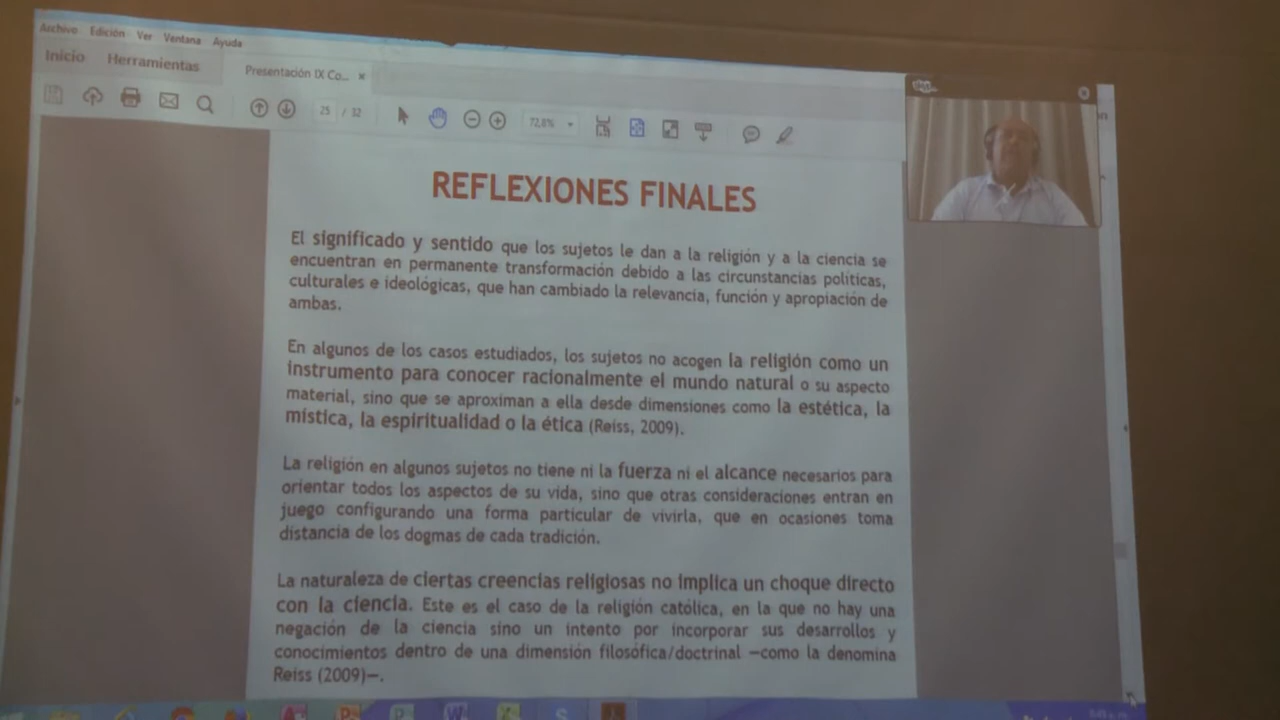 Archivo Edición Ver Ventana Ayuda
Inicio Herramientas Presentación IX Co... ×
25 / 32 72,8%
REFLEXIONES FINALES
El significado y sentido que los sujetos le dan a la religión y a la ciencia se
encuentran en permanente transformación debido a las circunstancias políticas,
culturales e ideológicas, que han cambiado la relevancia, función y apropiación de
ambas.
En algunos de los casos estudiados, los sujetos no acogen la religión como un
instrumento para conocer racionalmente el mundo natural o su aspecto
material, sino que se aproximan a ella desde dimensiones como la estética, la
mística, la espiritualidad o la ética (Reiss, 2009).
La religión en algunos sujetos no tiene ni la fuerza ni el alcance necesarios para
orientar todos los aspectos de su vida, sino que otras consideraciones entran en
juego configurando una forma particular de vivirla, que en ocasiones toma
distancia de los dogmas de cada tradición.
La naturaleza de ciertas creencias religiosas no implica un choque directo
con la ciencia. Este es el caso de la religión católica, en la que no hay una
negación de la ciencia sino un intento por incorporar sus desarrollos y
conocimientos dentro de una dimensión filosófica/doctrinal —como la denomina
Reiss (2009)—.